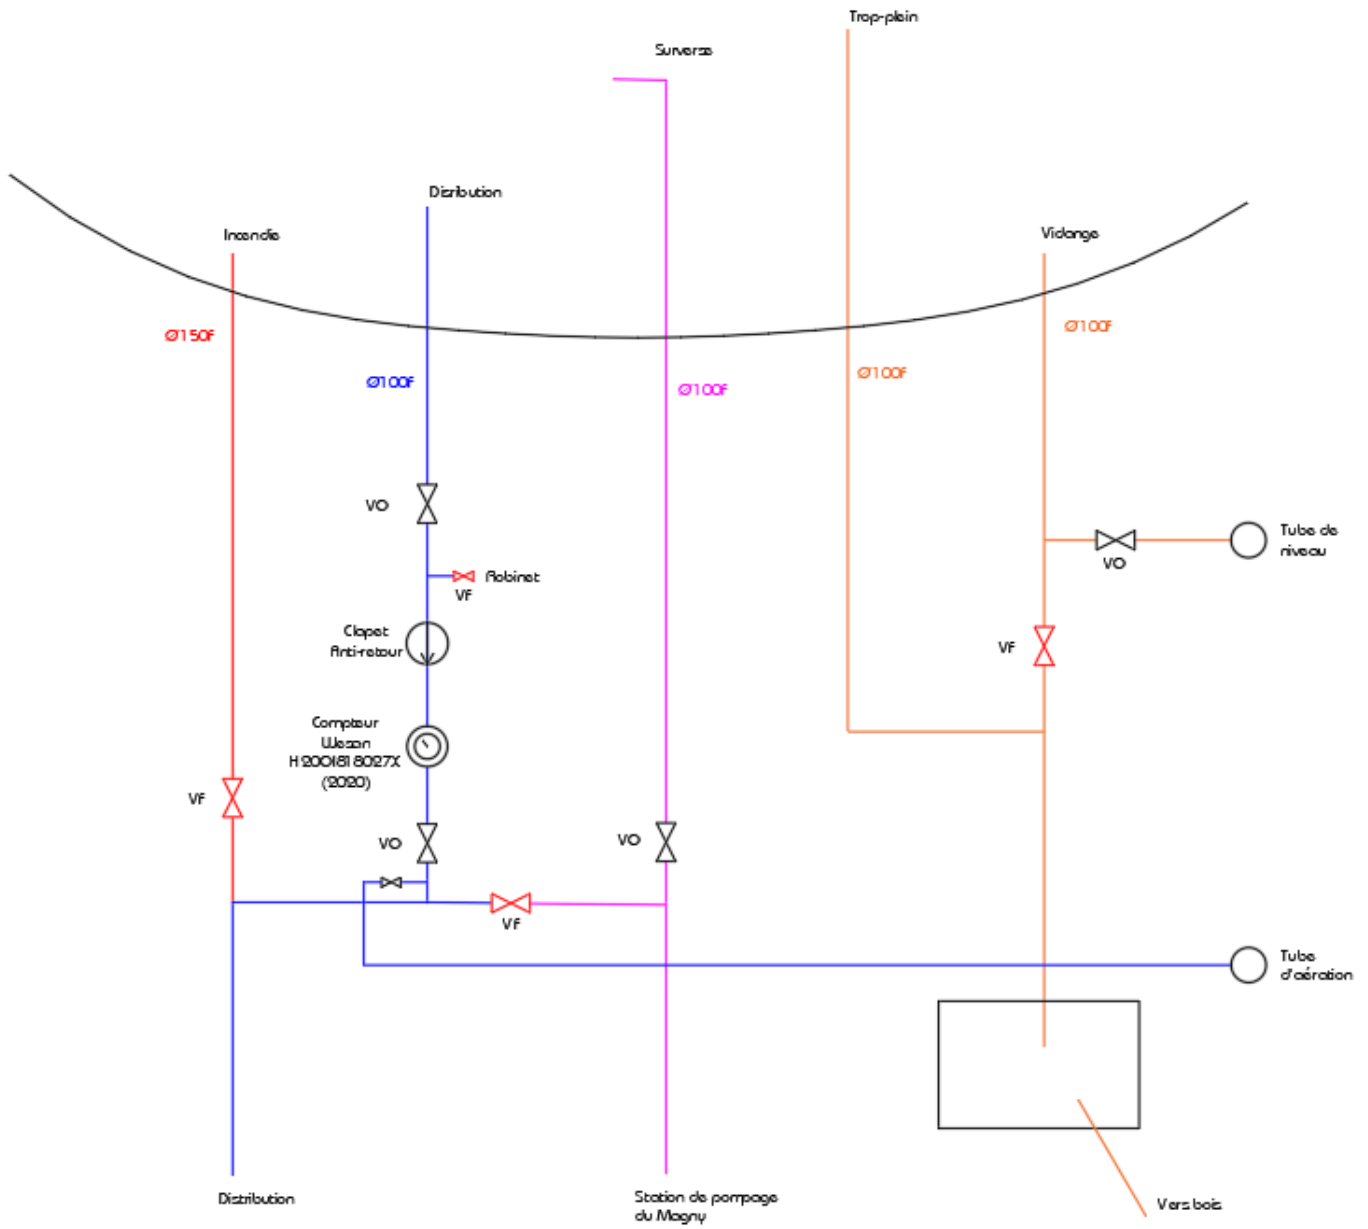 Trop-plein
Surverse
Disribution
Incendie
Vidange
Ø150F
Ø100F
Ø100F
Ø100F
Ø100F
VO
Robinet
VF
Clapet
Anti-retour
Compteur
Wesan
H2001818027X
(2020)
VF
VO
VO
VF
VO
Tube de
niveau
VF
Tube
d'aération
Distribution
Station de pompage
du Magny
Vers bois